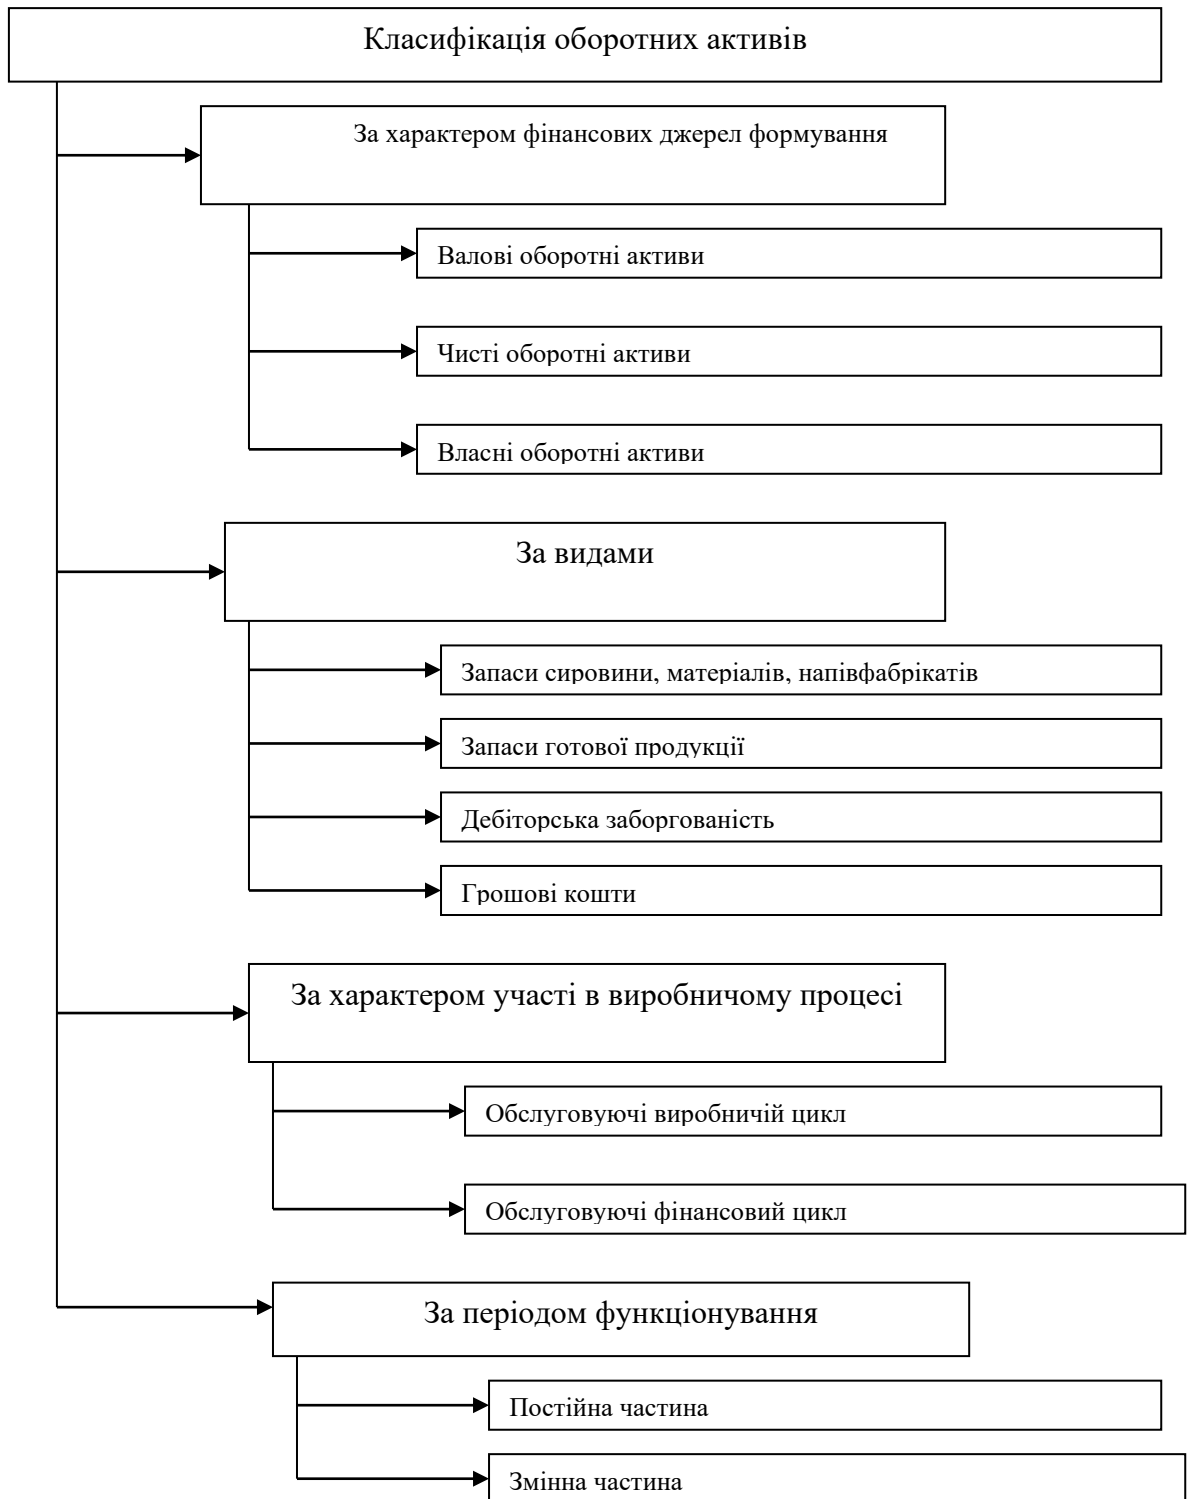 Класифікація оборотних активів
За характером фінансових джерел формування
Валові оборотні активи
Чисті оборотні активи
Власні оборотні активи
За видами
Запаси сировини, матеріалів, напівфабрікатів
Запаси готової продукції
Дебіторська заборгованість
Грошові кошти
За характером участі в виробничому процесі
Обслуговуючі виробничій цикл
Обслуговуючі фінансовий цикл
За періодом функціонування
Постійна частина
Змінна частина